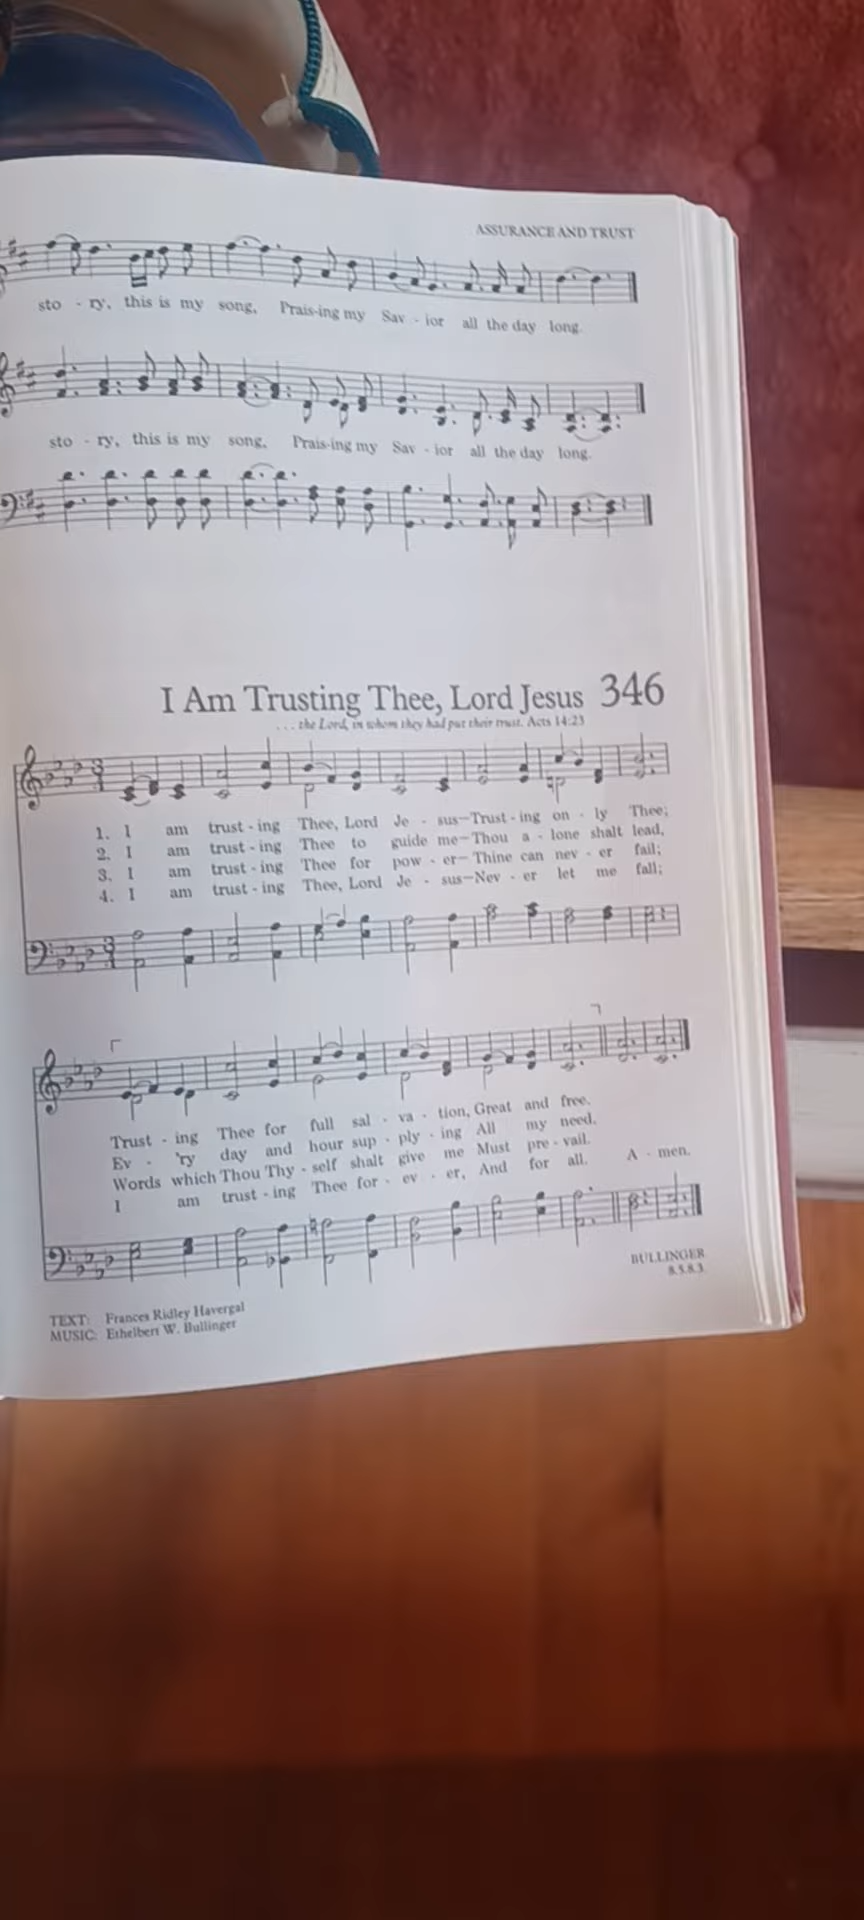 ASSURANCE AND TRUST
sto - ry, this is my song, Prais-ing my Sav - ior all the day long.
sto - ry, this is my song, Prais-ing my Sav - ior all the day long.
I Am Trusting Thee, Lord Jesus 346
. . . the Lord, in whom they had put their trust. Acts 14:23
1. I am trust - ing Thee, Lord Je - sus—Trust - ing on - ly Thee;
2. I am trust - ing Thee to guide me—Thou a - lone shalt lead,
3. I am trust - ing Thee for pow - er—Thine can nev - er fail;
4. I am trust - ing Thee, Lord Je - sus—Nev - er let me fall;
Trust - ing Thee for full sal - va - tion, Great and free.
Ev - 'ry day and hour sup - ply - ing All my need.
Words which Thou Thy - self shalt give me Must pre - vail.
I am trust - ing Thee for - ev - er, And for all. A - men.
BULLINGER
8.5.8.3.
TEXT: Frances Ridley Havergal
MUSIC: Ethelbert W. Bullinger